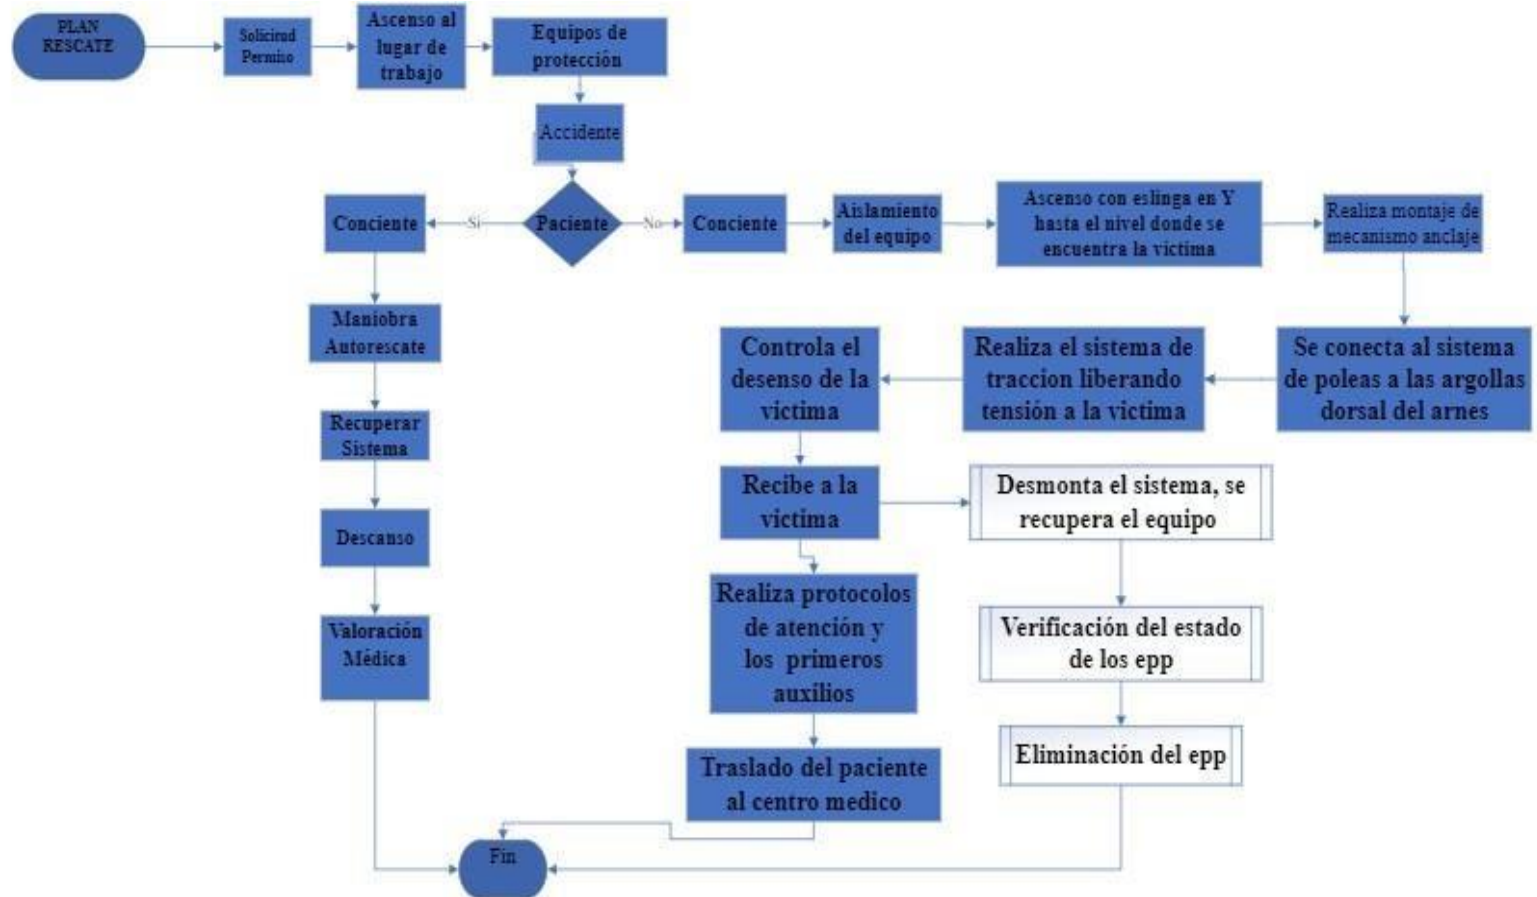 PLAN
RESCATE
Solicitud
Permiso
Ascenso al
lugar de
trabajo
Equipos de
protección
Accidente
Paciente
Si
No
Conciente
Maniobra
Autorescate
Recuperar
Sistema
Descanso
Valoración
Médica
Conciente
Aislamiento
del equipo
Ascenso con eslinga en Y
hasta el nivel donde se
encuentra la victima
Realiza montaje de
mecanismo anclaje
Se conecta al sistema
de poleas a las argollas
dorsal del arnes
Realiza el sistema de
traccion liberando
tensión a la victima
Controla el
desenso de la
victima
Recibe a la
victima
Realiza protocolos
de atención y
los primeros
auxilios
Traslado del paciente
al centro medico
Desmonta el sistema, se
recupera el equipo
Verificación del estado
de los epp
Eliminación del epp
Fin